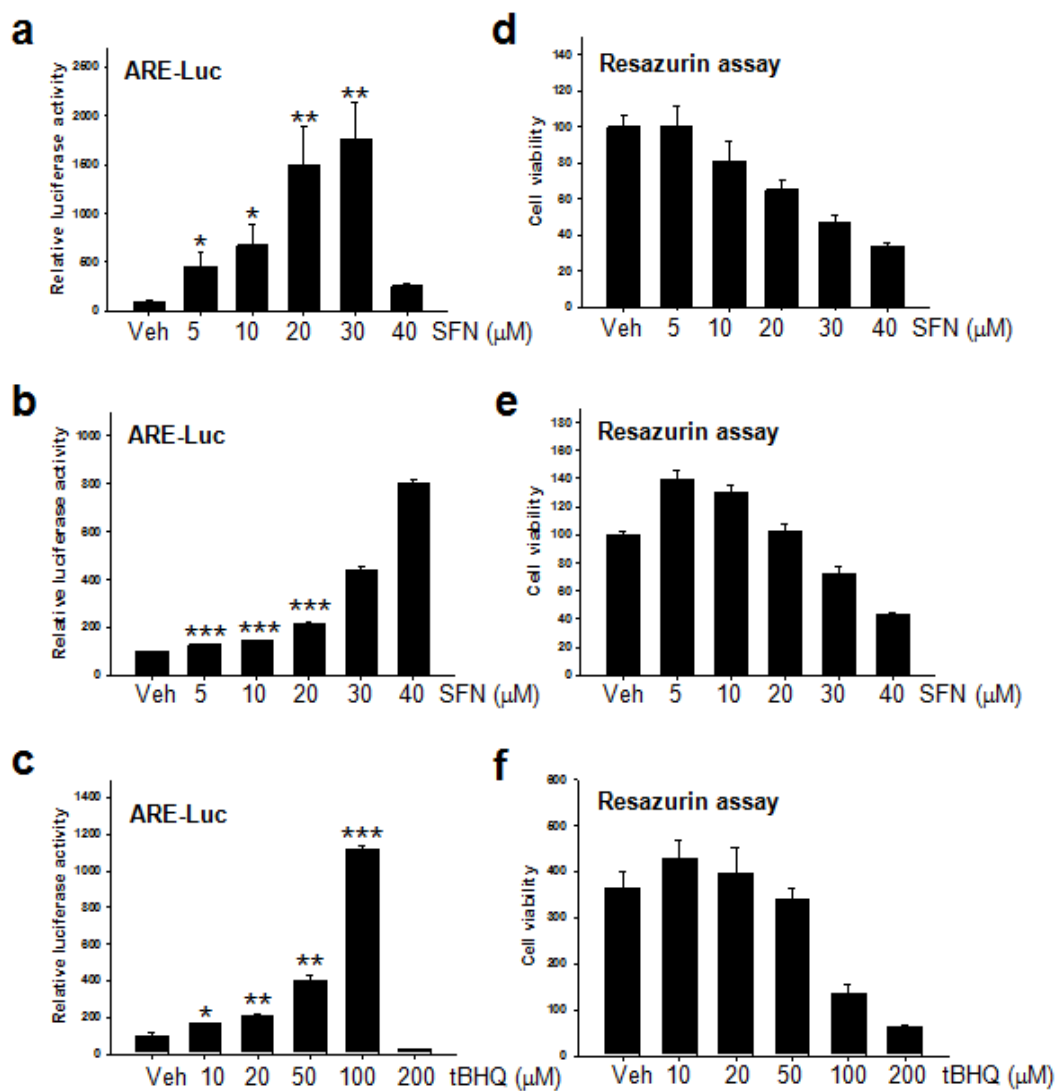 a
ARE-Luc
Relative luciferase activity
2500
2000
1500
1000
500
0
*
*
**
**
Veh 5 10 20 30 40 SFN (μM)
d
Resazurin assay
Cell viability
140
120
100
80
60
40
20
0
Veh 5 10 20 30 40 SFN (μM)
b
ARE-Luc
Relative luciferase activity
1000
800
600
400
200
0
***
***
***
Veh 5 10 20 30 40 SFN (μM)
e
Resazurin assay
Cell viability
180
160
140
120
100
80
60
40
20
0
Veh 5 10 20 30 40 SFN (μM)
c
ARE-Luc
Relative luciferase activity
1400
1200
1000
800
600
400
200
0
*
**
**
***
Veh 10 20 50 100 200 tBHQ (μM)
f
Resazurin assay
Cell viability
600
500
400
300
200
100
0
Veh 10 20 50 100 200 tBHQ (μM)